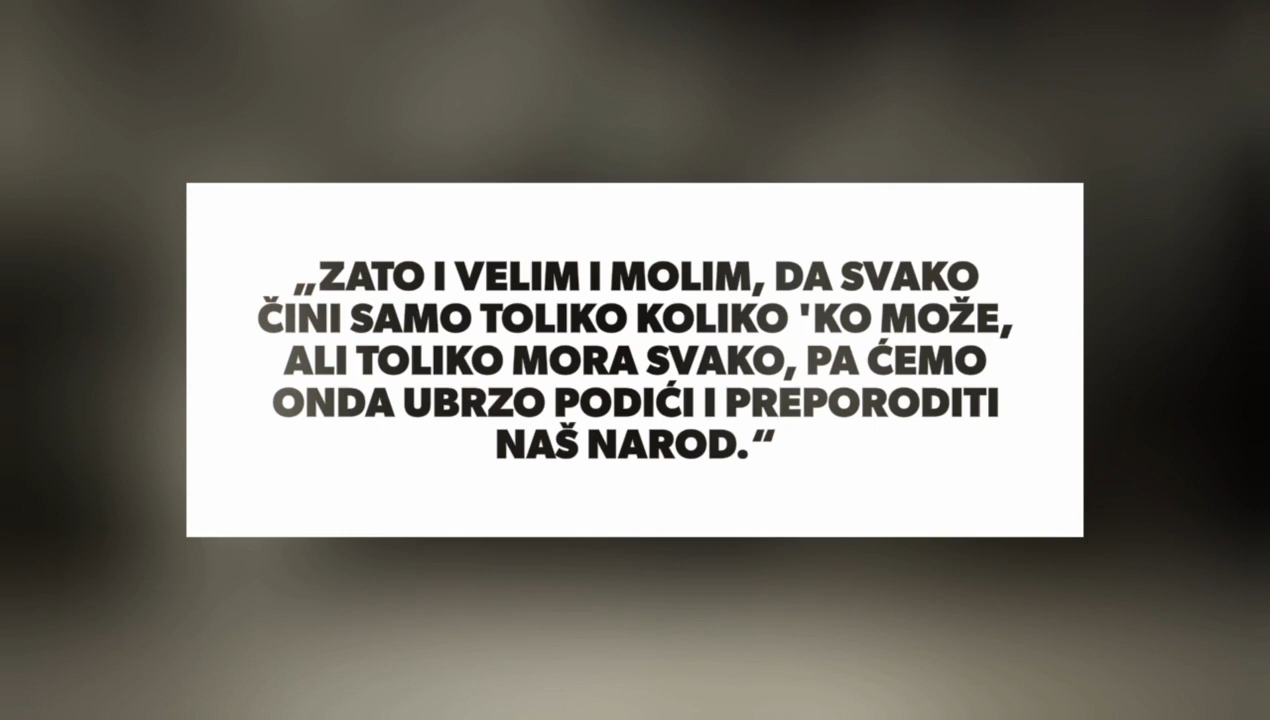 „ZATO I VELIM I MOLIM, DA SVAKO
ČINI SAMO TOLIKO KOLIKO 'KO MOŽE,
ALI TOLIKO MORA SVAKO, PA ĆEMO
ONDA UBRZO PODIĆI I PREPORODITI
NAŠ NAROD.“